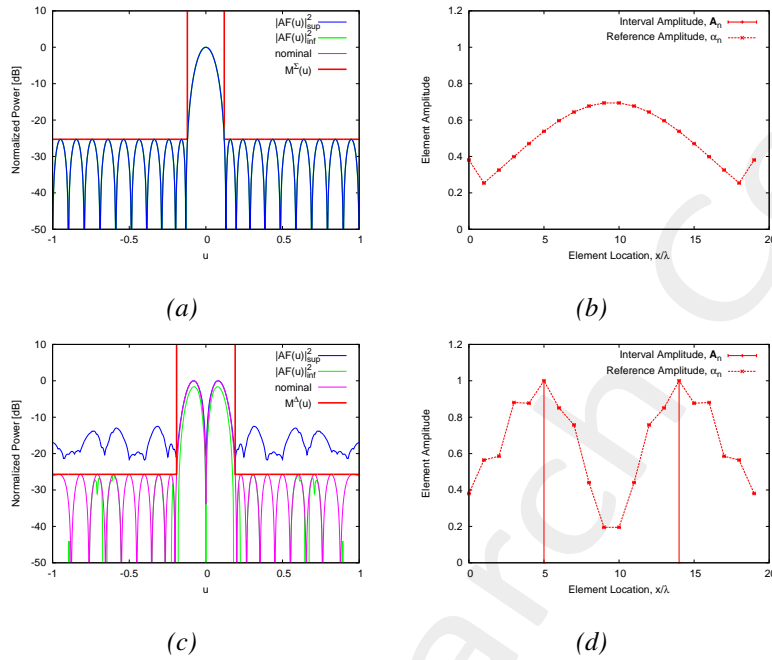 |AF(u)|²sup
|AF(u)|²inf
nominal
M^Σ(u)
Normalized Power [dB]
10
0
-10
-20
-30
-40
-50
-1
-0.5
0
0.5
1
u
(a)
Interval Amplitude, An
Reference Amplitude, αn
Element Amplitude
1.2
1
0.8
0.6
0.4
0.2
0
0
5
10
15
20
Element Location, x/λ
(b)
|AF(u)|²sup
|AF(u)|²inf
nominal
M^Δ(u)
Normalized Power [dB]
10
0
-10
-20
-30
-40
-50
-1
-0.5
0
0.5
1
u
(c)
Interval Amplitude, An
Reference Amplitude, αn
Element Amplitude
1.2
1
0.8
0.6
0.4
0.2
0
0
5
10
15
20
Element Location, x/λ
(d)